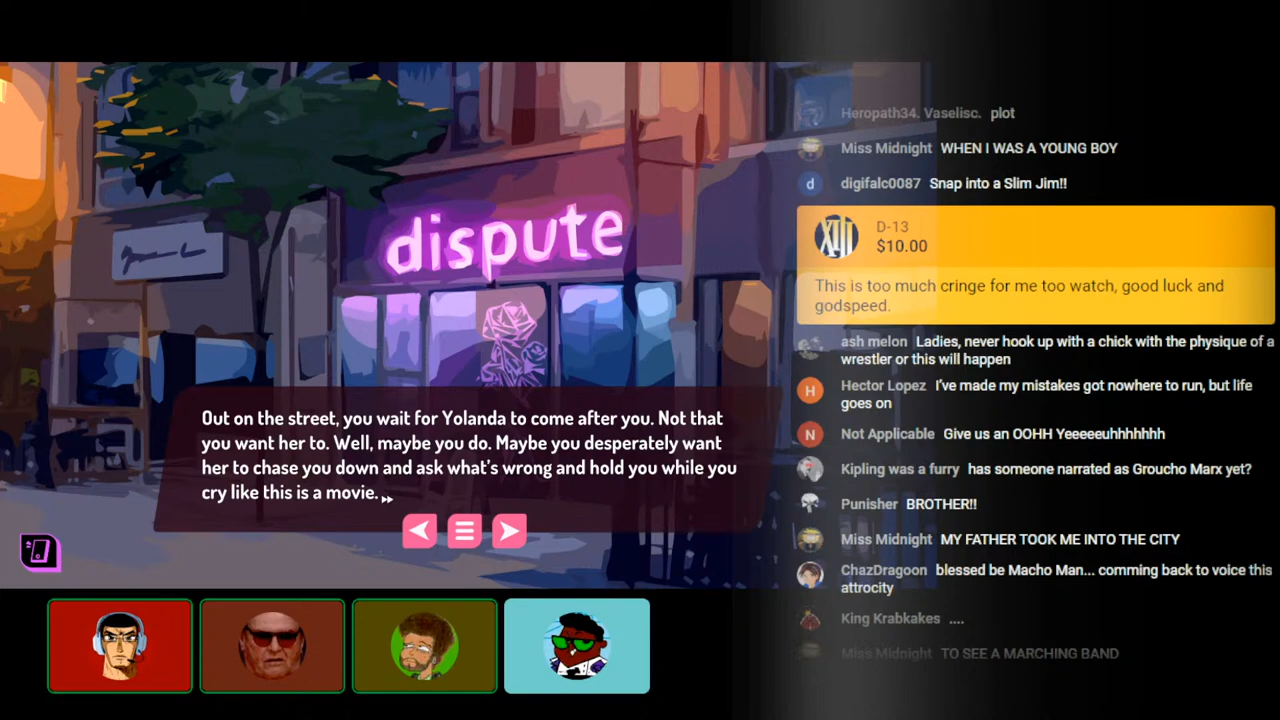 dispute
Out on the street, you wait for Yolanda to come after you. Not that
you want her to. Well, maybe you do. Maybe you desperately want
her to chase you down and ask what's wrong and hold you while you
cry like this is a movie.
Heropath34. Vaselisc. plot
Miss Midnight WHEN I WAS A YOUNG BOY
d digifalc0087 Snap into a Slim Jim!!
XIII D-13
$10.00
This is too much cringe for me too watch, good luck and
godspeed.
ash melon Ladies, never hook up with a chick with the physique of a
wrestler or this will happen
H Hector Lopez I've made my mistakes got nowhere to run, but life
goes on
N Not Applicable Give us an OOHH Yeeeeeuhhhhhhh
Kipling was a furry has someone narrated as Groucho Marx yet?
Punisher BROTHER!!
Miss Midnight MY FATHER TOOK ME INTO THE CITY
ChazDragoon blessed be Macho Man... comming back to voice this
attrocity
King Krabkakes ....
Miss Midnight TO SEE A MARCHING BAND